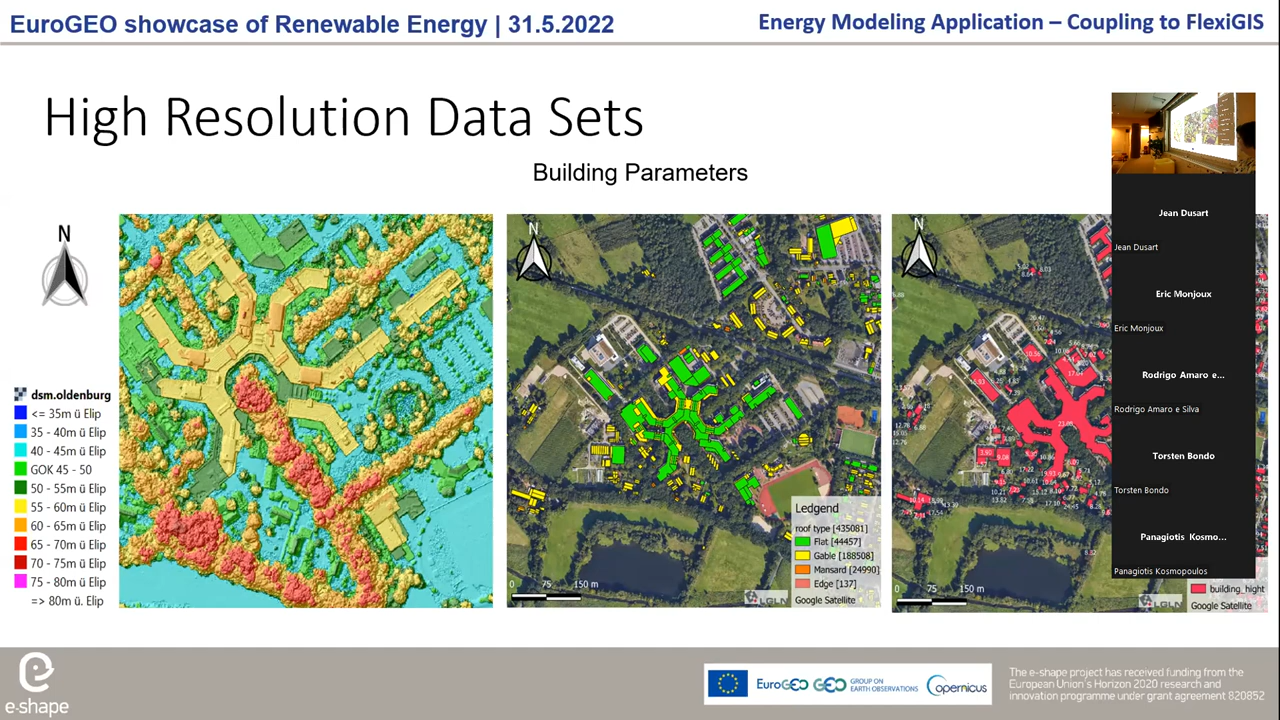 EuroGEO showcase of Renewable Energy | 31.5.2022
Energy Modeling Application – Coupling to FlexiGIS
High Resolution Data Sets
Building Parameters
N
dsm.oldenburg
<= 35m ü Elip
35 - 40m ü Elip
40 - 45m ü Elip
GOK 45 - 50
50 - 55m ü Elip
55 - 60m ü Elip
60 - 65m ü Elip
65 - 70m ü Elip
70 - 75m ü Elip
75 - 80m ü Elip
=> 80m ü. Elip
N
Ledgend
roof type [435081]
Flat [44457]
Gable [188508]
Mansard [24990]
Edge [137]
Google Satellite
0 75 150 m
LGLN
N
0 75 150 m
LGLN
building_hight
Google Satellite
Jean Dusart
Jean Dusart
Eric Monjoux
Eric Monjoux
Rodrigo Amaro e...
Rodrigo Amaro e Silva
Torsten Bondo
Torsten Bondo
Panagiotis Kosmo...
Panagiotis Kosmopoulos
e-shape
EuroGEO
GEO GROUP ON
EARTH OBSERVATIONS
Copernicus
The e-shape project has received funding from the
European Union's Horizon 2020 research and
innovation programme under grant agreement 820852